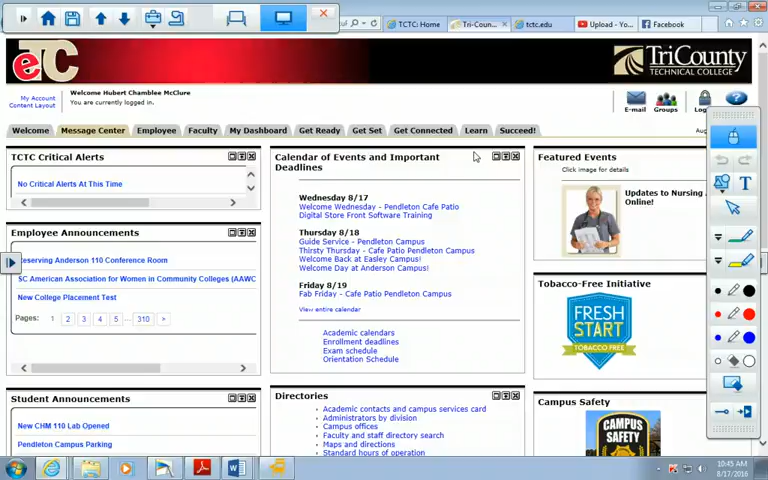 TCTC: Home
Tri-Coun...
tctc.edu
Upload - Yo...
Facebook
eTC
TriCounty
TECHNICAL COLLEGE
My Account
Content Layout
Welcome Hubert Chamblee McClure
You are currently logged in.
E-mail
Groups
Welcome
Message Center
Employee
Faculty
My Dashboard
Get Ready
Get Set
Get Connected
Learn
Succeed!
TCTC Critical Alerts
No Critical Alerts At This Time
Employee Announcements
eserving Anderson 110 Conference Room
SC American Association for Women in Community Colleges (AAWC
New College Placement Test
Pages: 1 2 3 4 5 ... 310 >
Student Announcements
New CHM 110 Lab Opened
Pendleton Campus Parking
Calendar of Events and Important
Deadlines
Wednesday 8/17
Welcome Wednesday - Pendleton Cafe Patio
Digital Store Front Software Training
Thursday 8/18
Guide Service - Pendleton Campus
Thirsty Thursday - Cafe Patio Pendleton Campus
Welcome Back at Easley Campus!
Welcome Day at Anderson Campus!
Friday 8/19
Fab Friday - Cafe Patio Pendleton Campus
View entire calendar
Academic calendars
Enrollment deadlines
Exam schedule
Orientation Schedule
Directories
Academic contacts and campus services card
Administrators by division
Campus offices
Faculty and staff directory search
Maps and directions
Standard hours of operation
Featured Events
Click image for details
Updates to Nursing
Online!
Tobacco-Free Initiative
FRESH
START
TOBACCO FREE
Campus Safety
CAMPUS
SAFETY
T
10:45 AM
8/17/2016